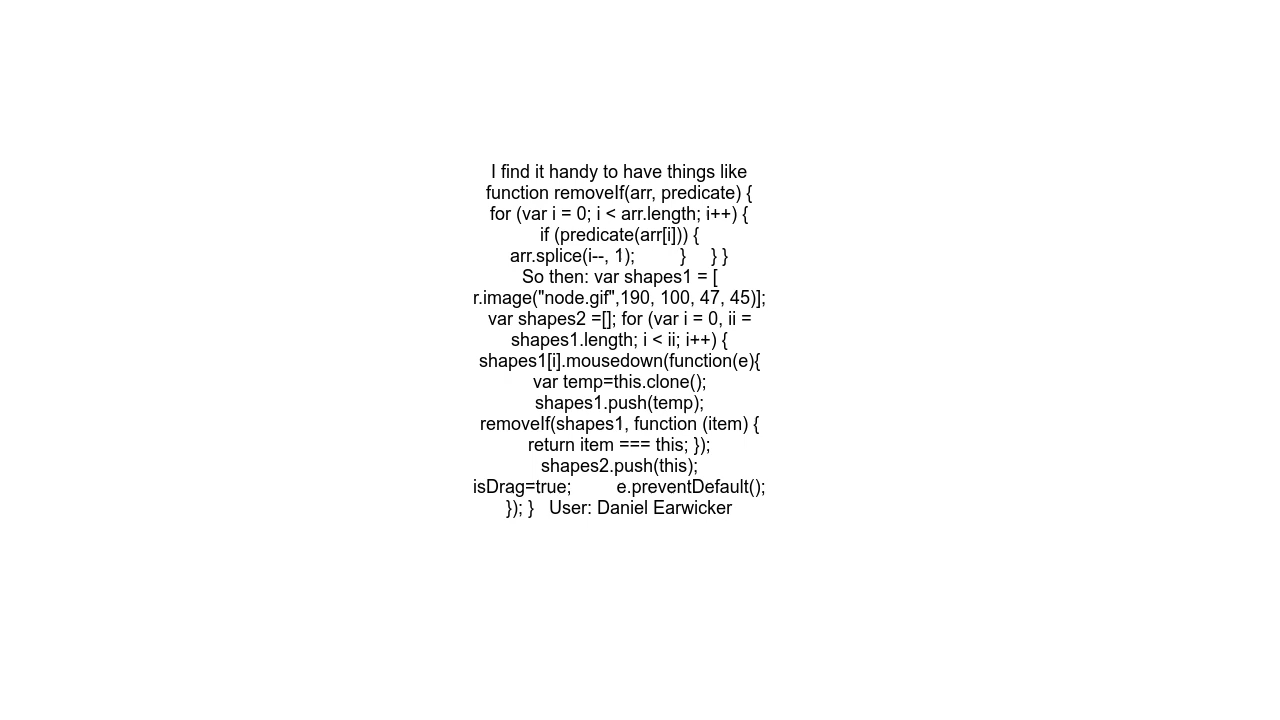 I find it handy to have things like
function removeIf(arr, predicate) {
for (var i = 0; i < arr.length; i++) {
if (predicate(arr[i])) {
arr.splice(i--, 1);         }     } }
So then: var shapes1 = [
r.image("node.gif",190, 100, 47, 45)];
var shapes2 =[]; for (var i = 0, ii =
shapes1.length; i < ii; i++) {
shapes1[i].mousedown(function(e){
var temp=this.clone();
shapes1.push(temp);
removeIf(shapes1, function (item) {
return item === this; });
shapes2.push(this);
isDrag=true;         e.preventDefault();
}); }   User: Daniel Earwicker